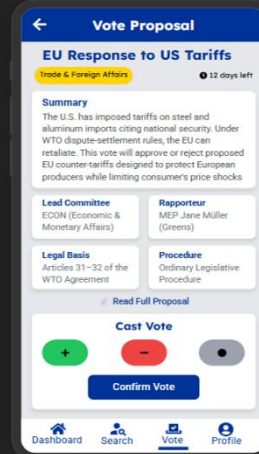 Vote Proposal
EU Response to US Tariffs
Trade & Foreign Affairs
12 days left
Summary
The U.S. has imposed tariffs on steel and
aluminum imports citing national security. Under
WTO dispute-settlement rules, the EU can
retaliate. This vote will approve or reject proposed
EU counter-tariffs designed to protect European
producers while limiting consumer's price shocks
Lead Committee
ECON (Economic &
Monetary Affairs)
Rapporteur
MEP Jane Müller
(Greens)
Legal Basis
Articles 31–32 of the
WTO Agreement
Procedure
Ordinary Legislative
Procedure
Read Full Proposal
Cast Vote
Confirm Vote
Dashboard
Search
Vote
Profile